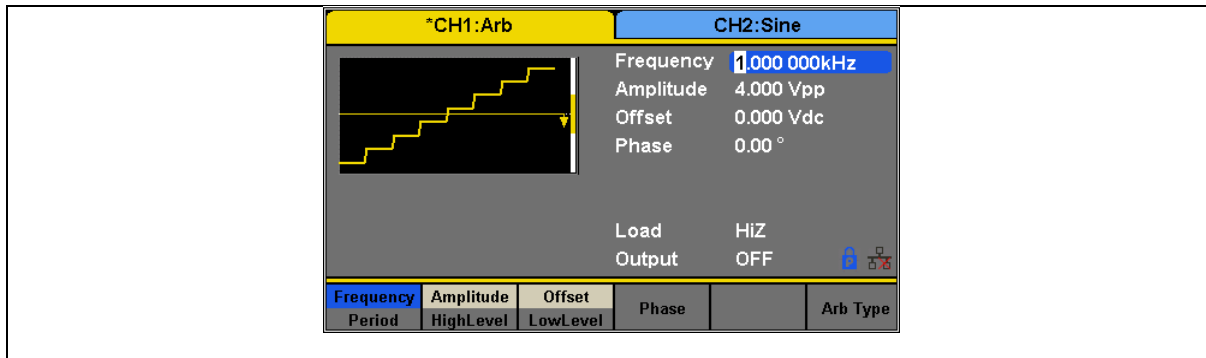 *CH1:Arb
CH2:Sine
Frequency 1.000 000kHz
Amplitude 4.000 Vpp
Offset 0.000 Vdc
Phase 0.00 °
Load HiZ
Output OFF
P
Frequency Amplitude Offset Phase Arb Type
Period HighLevel LowLevel